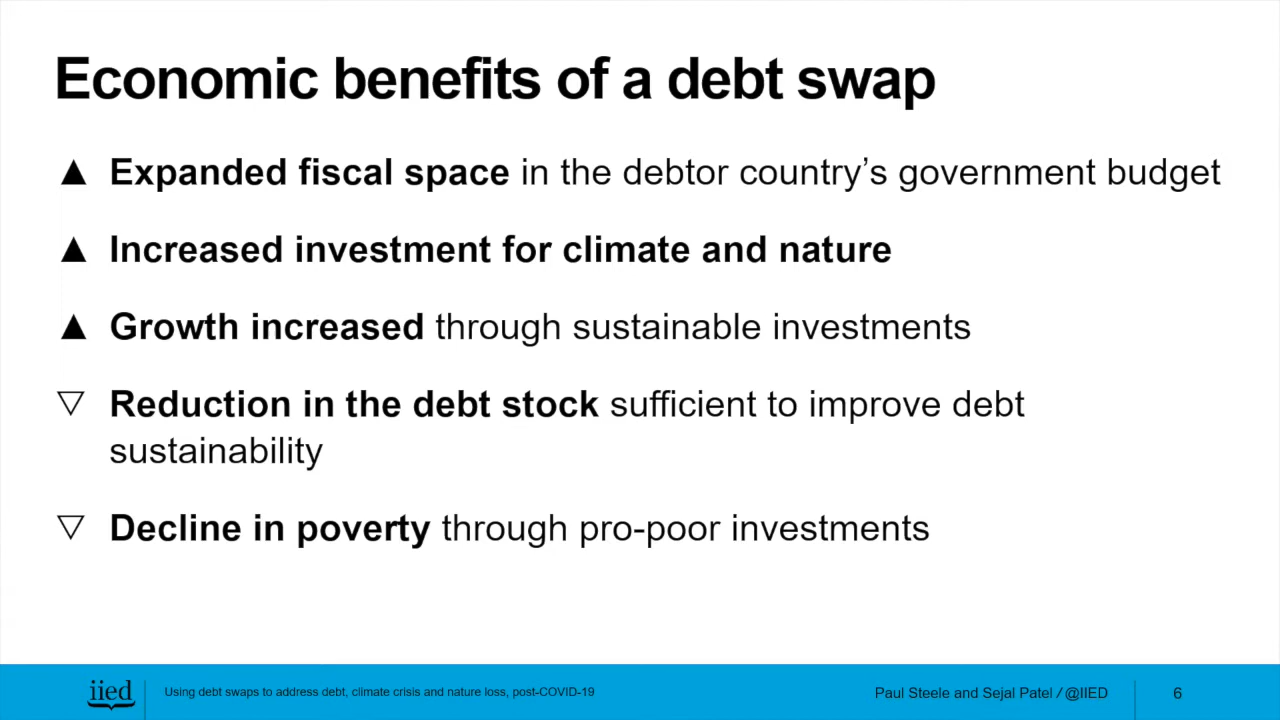 Economic benefits of a debt swap
▲ Expanded fiscal space in the debtor country’s government budget
▲ Increased investment for climate and nature
▲ Growth increased through sustainable investments
▽ Reduction in the debt stock sufficient to improve debt
sustainability
▽ Decline in poverty through pro-poor investments
iied
Using debt swaps to address debt, climate crisis and nature loss, post-COVID-19
Paul Steele and Sejal Patel / @IIED
6